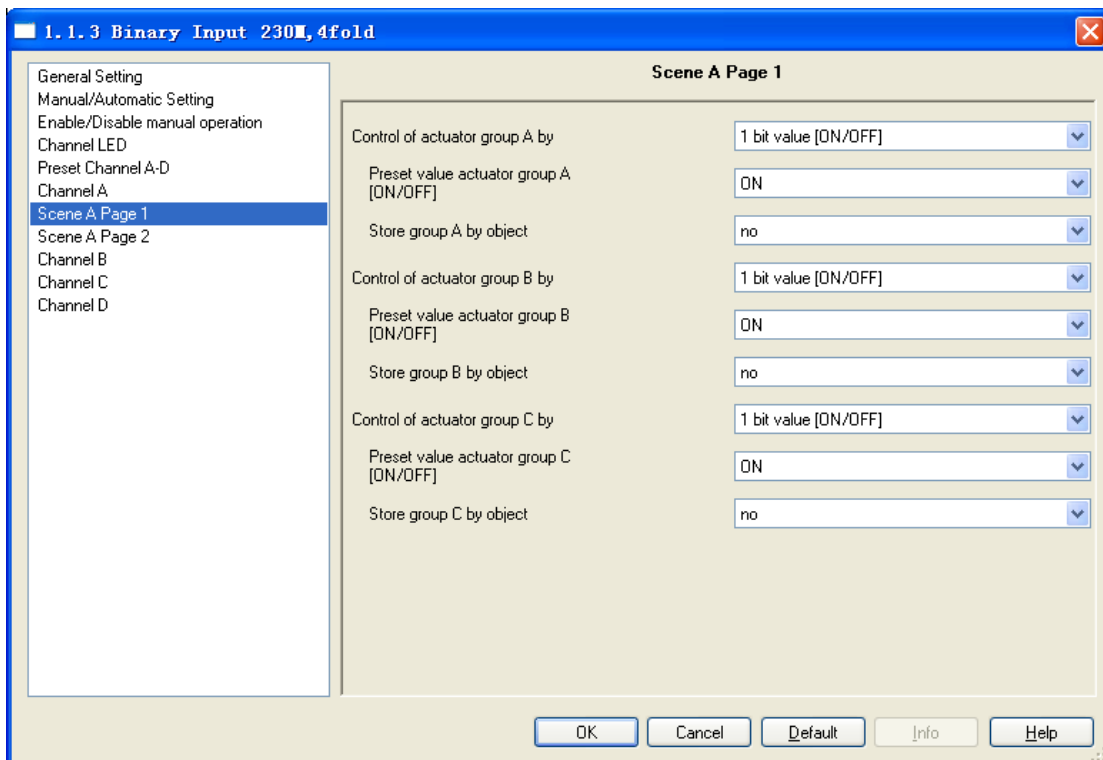 1.1.3 Binary Input 230M,4fold
General Setting
Manual/Automatic Setting
Enable/Disable manual operation
Channel LED
Preset Channel A-D
Channel A
Scene A Page 1
Scene A Page 2
Channel B
Channel C
Channel D
Scene A Page 1
Control of actuator group A by
1 bit value [ON/OFF]
Preset value actuator group A
[ON/OFF]
ON
Store group A by object
no
Control of actuator group B by
1 bit value [ON/OFF]
Preset value actuator group B
[ON/OFF]
ON
Store group B by object
no
Control of actuator group C by
1 bit value [ON/OFF]
Preset value actuator group C
[ON/OFF]
ON
Store group C by object
no
OK
Cancel
Default
Info
Help